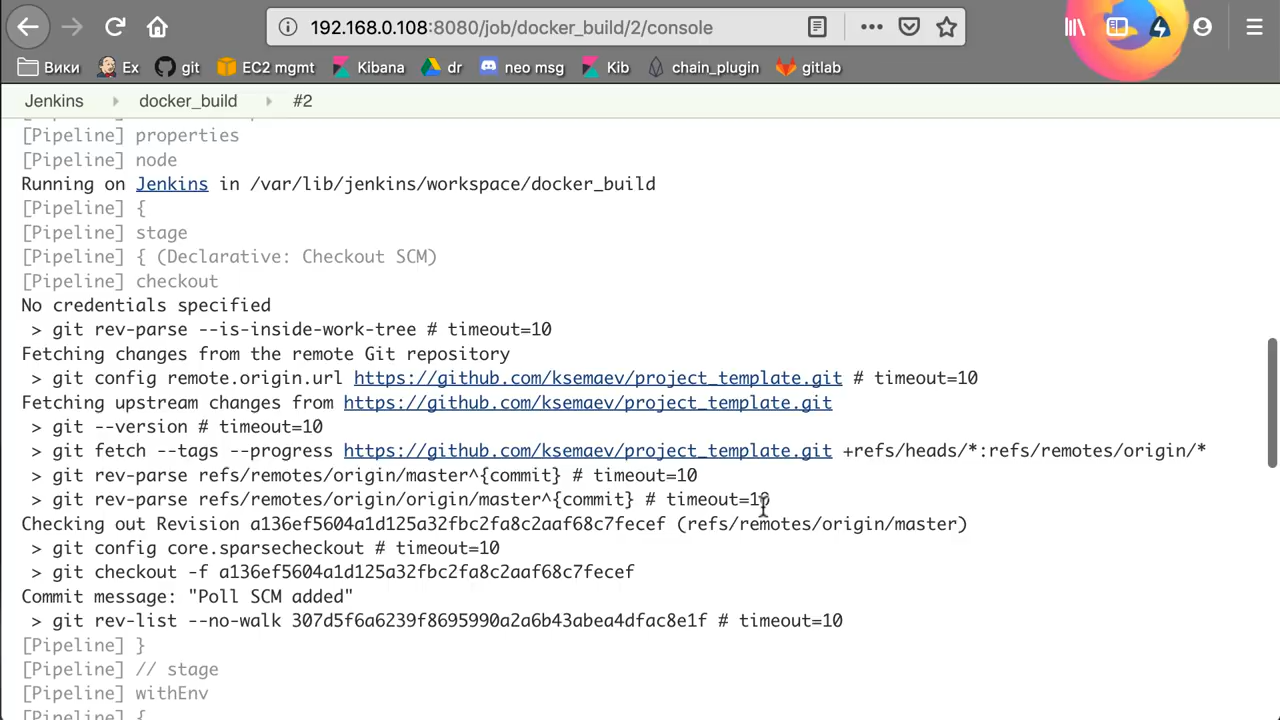 192.168.0.108:8080/job/docker_build/2/console
Вики Ex git EC2 mgmt Kibana dr neo msg Kib chain_plugin gitlab
Jenkins docker_build #2
[Pipeline] properties
[Pipeline] node
Running on Jenkins in /var/lib/jenkins/workspace/docker_build
[Pipeline] {
[Pipeline] stage
[Pipeline] { (Declarative: Checkout SCM)
[Pipeline] checkout
No credentials specified
> git rev-parse --is-inside-work-tree # timeout=10
Fetching changes from the remote Git repository
> git config remote.origin.url https://github.com/ksemaev/project_template.git # timeout=10
Fetching upstream changes from https://github.com/ksemaev/project_template.git
> git --version # timeout=10
> git fetch --tags --progress https://github.com/ksemaev/project_template.git +refs/heads/*:refs/remotes/origin/*
> git rev-parse refs/remotes/origin/master^{commit} # timeout=10
> git rev-parse refs/remotes/origin/origin/master^{commit} # timeout=10
Checking out Revision a136ef5604a1d125a32fbc2fa8c2aaf68c7fecef (refs/remotes/origin/master)
> git config core.sparsecheckout # timeout=10
> git checkout -f a136ef5604a1d125a32fbc2fa8c2aaf68c7fecef
Commit message: "Poll SCM added"
> git rev-list --no-walk 307d5f6a6239f8695990a2a6b43abea4dfac8e1f # timeout=10
[Pipeline] }
[Pipeline] // stage
[Pipeline] withEnv
[Pipeline] {